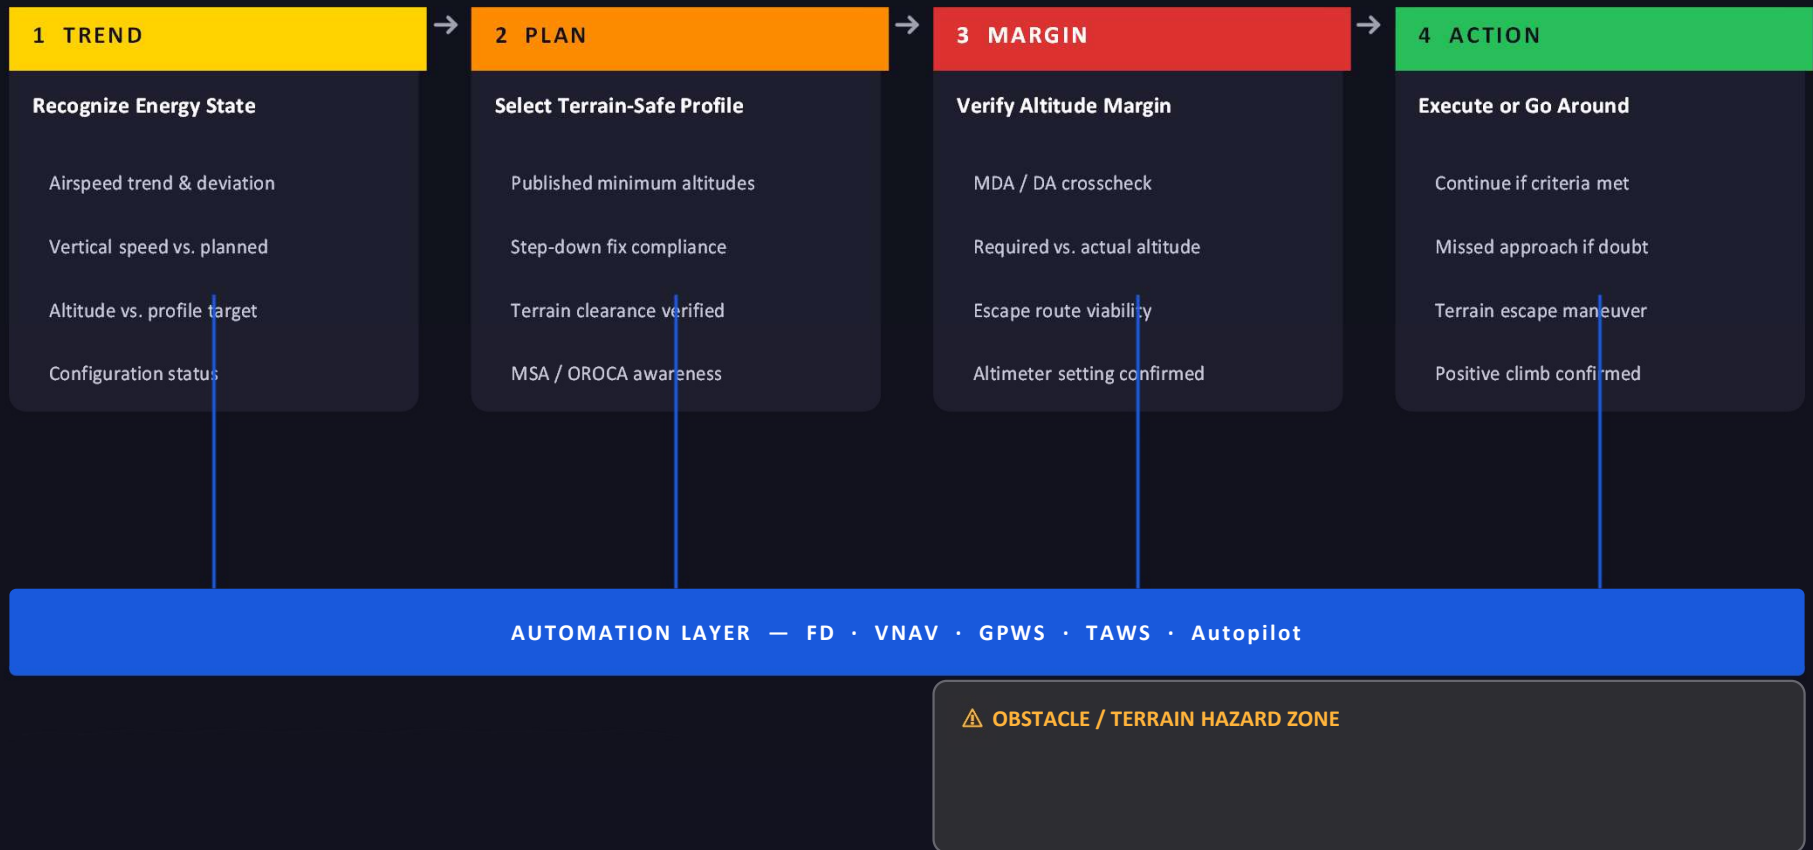 1 TREND
Recognize Energy State
Airspeed trend & deviation
Vertical speed vs. planned
Altitude vs. profile target
Configuration status
2 PLAN
Select Terrain-Safe Profile
Published minimum altitudes
Step-down fix compliance
Terrain clearance verified
MSA / OROCA awareness
3 MARGIN
Verify Altitude Margin
MDA / DA crosscheck
Required vs. actual altitude
Escape route viability
Altimeter setting confirmed
4 ACTION
Execute or Go Around
Continue if criteria met
Missed approach if doubt
Terrain escape maneuver
Positive climb confirmed
AUTOMATION LAYER — FD · VNAV · GPWS · TAWS · Autopilot
⚠ OBSTACLE / TERRAIN HAZARD ZONE